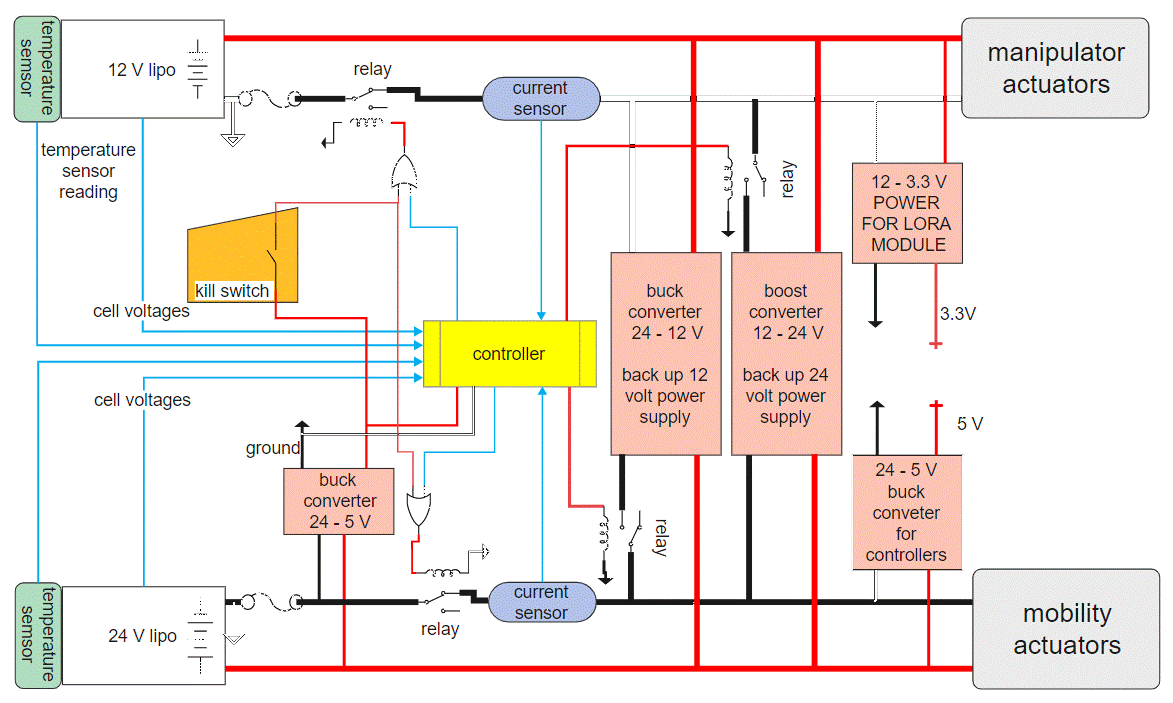 temperature
semsor
12 V lipo
relay
current
sensor
manipulator
actuators
temperature
sensor
reading
relay
12 - 3.3 V
POWER
FOR LORA
MODULE
kill switch
cell voltages
buck
converter
24 - 12 V
back up 12
volt power
supply
boost
converter
12 - 24 V
back up 24
volt power
supply
3.3V
controller
cell voltages
5 V
ground
buck
converter
24 - 5 V
24 - 5 V
buck
conveter
for
controllers
relay
temperature
semsor
24 V lipo
relay
current
sensor
mobility
actuators